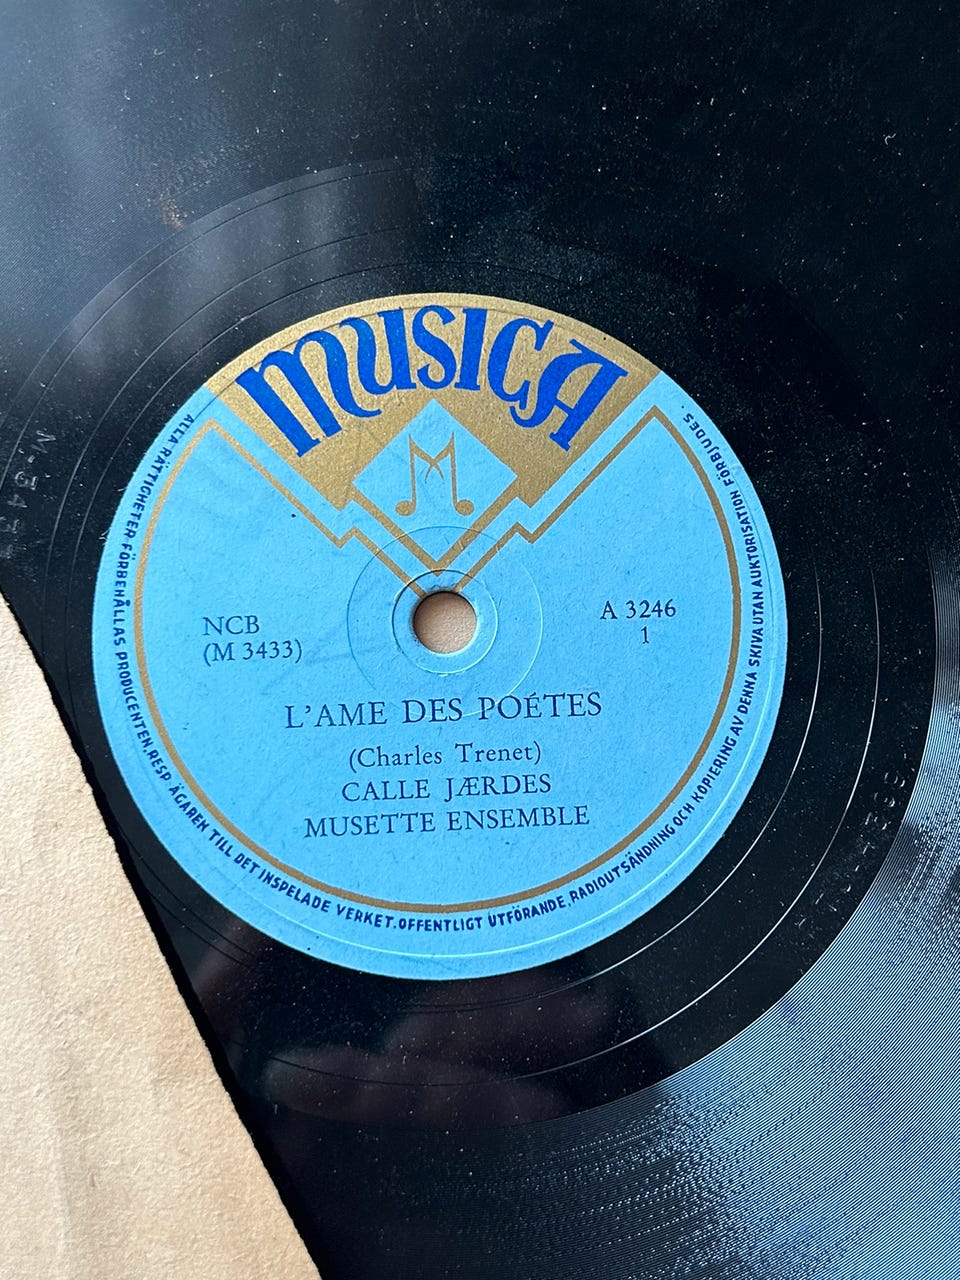 MUSICA
NCB
(M 3433)
A 3246
1
L'AME DES POÉTES
(Charles Trenet)
CALLE JÆRDES
MUSETTE ENSEMBLE
ALLA RÄTTIGHETER FÖRBEHÅLLAS PRODUCENTEN RESP. ÄGAREN TILL DET INSPELADE VERKET. OFFENTLIGT UTFÖRANDE, RADIOUTSÄNDNING OCH KOPIERING AV DENNA SKIVA UTAN AUKTORISATION FÖRBJUDES.